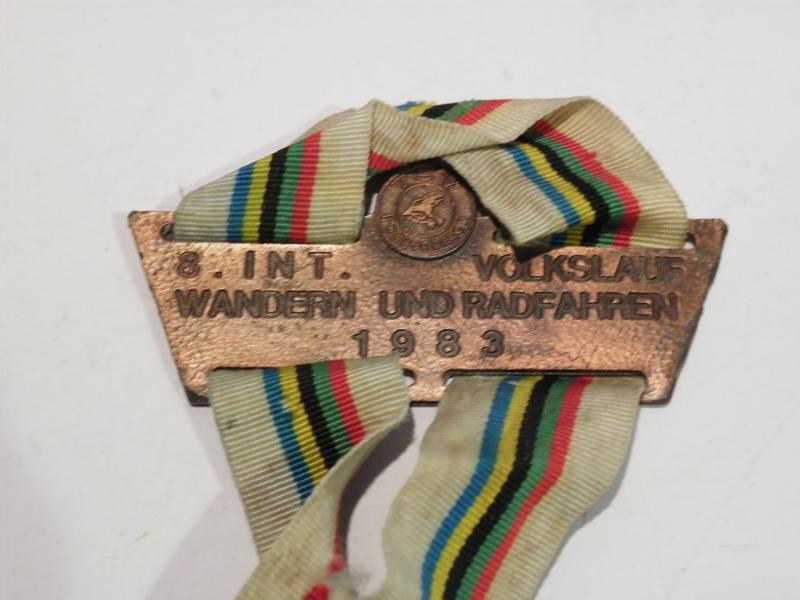 8. INT. VOLKSLAUF
WANDERN UND RADFAHREN
1983